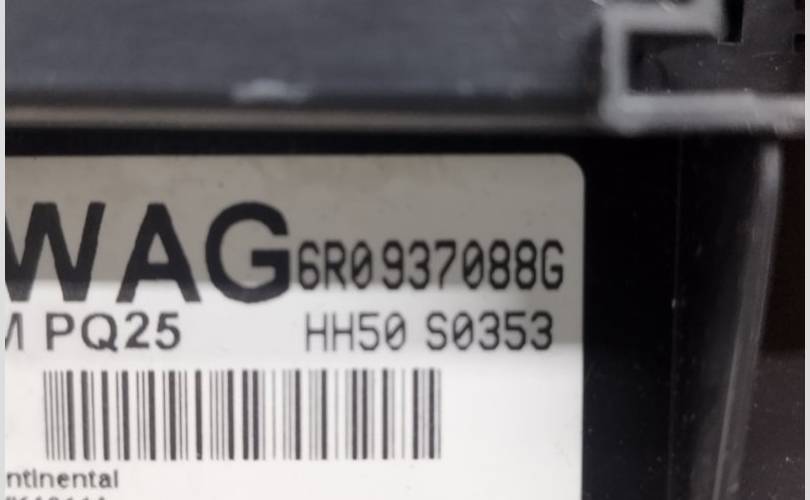 WAG 6R0937088G
M PQ25 HH50 S0353
ntinental